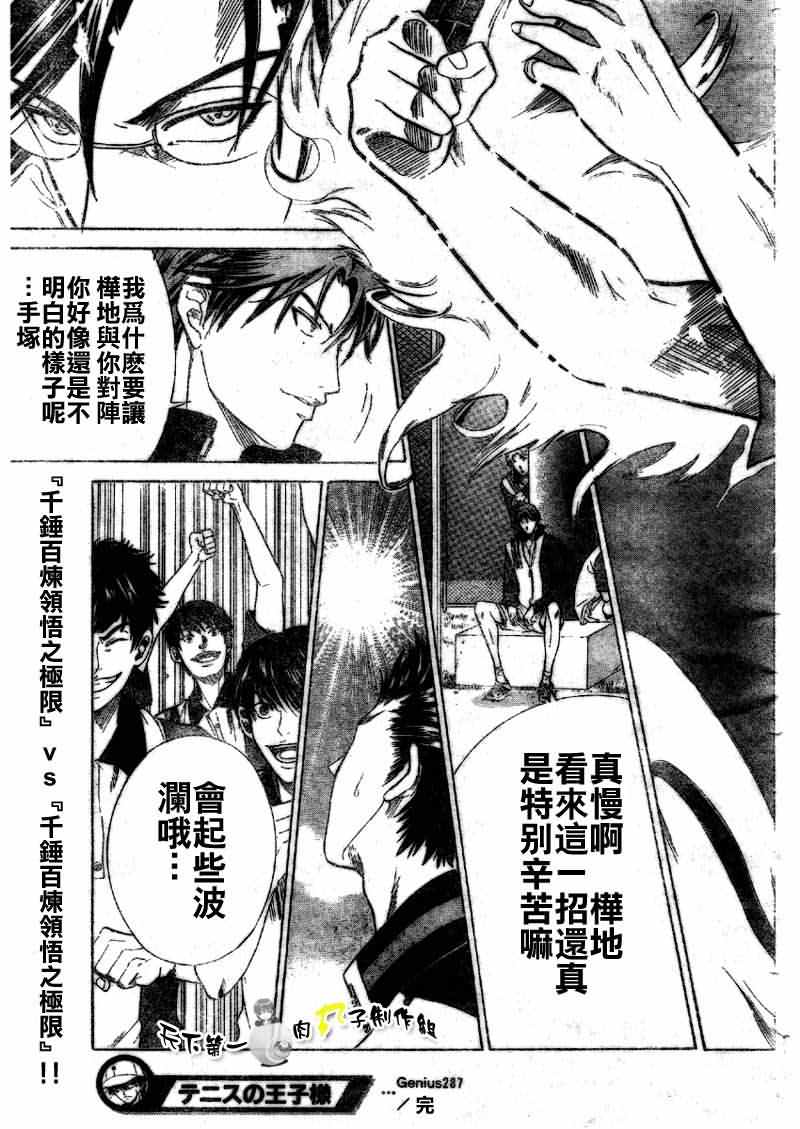 我爲什麽要讓
樺地與你對陣
你好像還是不
明白的樣子呢
…手塚
真慢啊　樺地
看來這一招還真
是特别辛苦嘛
會起些波
瀾哦…
『千錘百煉領悟之極限』vs『千錘百煉領悟之極限』!!
天下第一
肉丸子制作組
テニスの王子様
Genius287
…/完